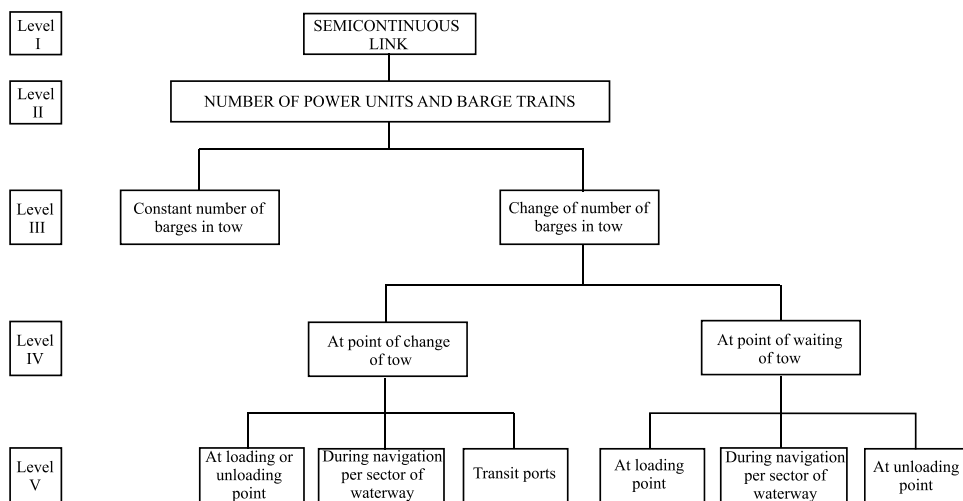 Level
I
SEMICONTINUOUS
LINK
Level
II
NUMBER OF POWER UNITS AND BARGE TRAINS
Level
III
Constant number of
barges in tow
Change of number of
barges in tow
Level
IV
At point of change
of tow
At point of waiting
of tow
Level
V
At loading or
unloading
point
During navigation
per sector of
waterway
Transit ports
At loading
point
During navigation
per sector of
waterway
At unloading
point